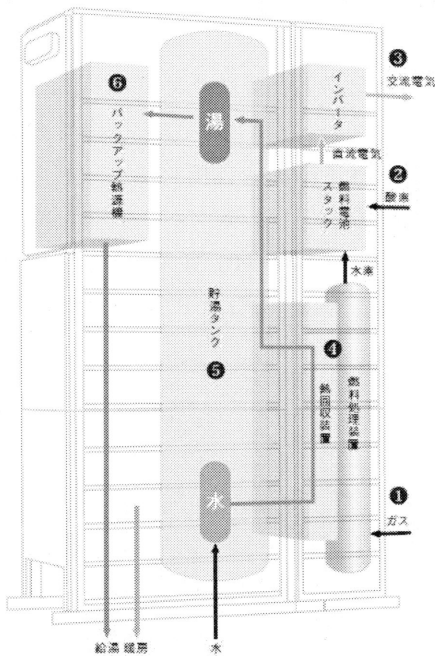 ❸
交流電気
❻
バックアップ熱源機
湯
インバータ
直流電気
❷
酸素
燃料電池
スタック
水素
貯湯タンク
❺
❹
熱回収装置
燃料処理装置
水
❶
ガス
給湯 暖房
水